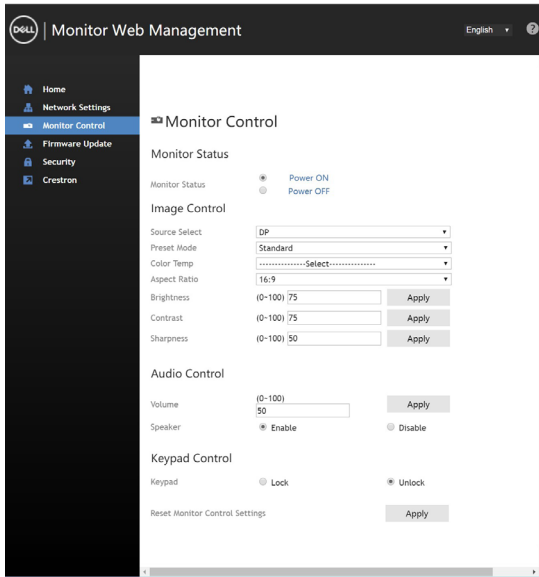 DELL | Monitor Web Management English ?
Home
Network Settings
Monitor Control
Firmware Update
Security
Crestron
Monitor Control
Monitor Status
Monitor Status Power ON
Power OFF
Image Control
Source Select DP
Preset Mode Standard
Color Temp ---------------Select---------------
Aspect Ratio 16:9
Brightness (0~100) 75 Apply
Contrast (0~100) 75 Apply
Sharpness (0~100) 50 Apply
Audio Control
(0~100)
Volume 50 Apply
Speaker Enable Disable
Keypad Control
Keypad Lock Unlock
Reset Monitor Control Settings Apply